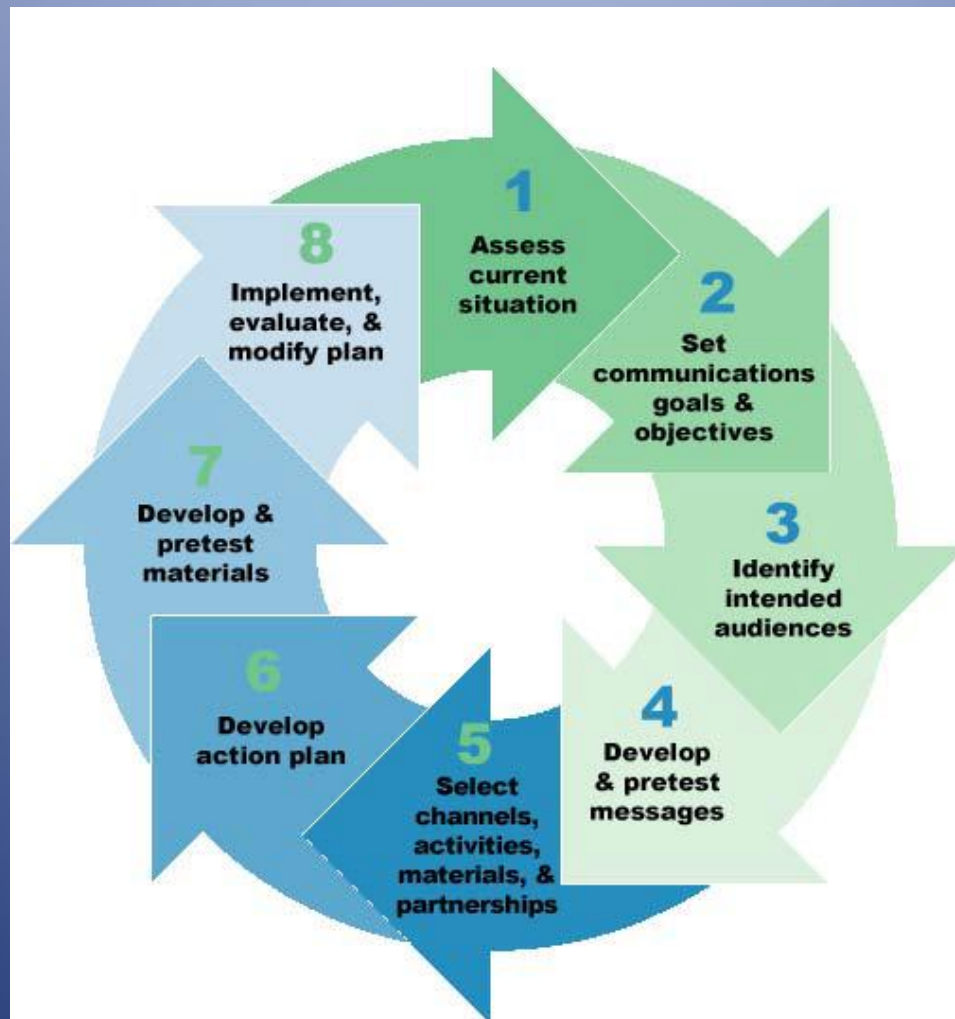 1
Assess
current
situation
2
Set
communications
goals &
objectives
3
Identify
intended
audiences
4
Develop
& pretest
messages
5
Select
channels,
activities,
materials, &
partnerships
6
Develop
action plan
7
Develop &
pretest
materials
8
Implement,
evaluate, &
modify plan